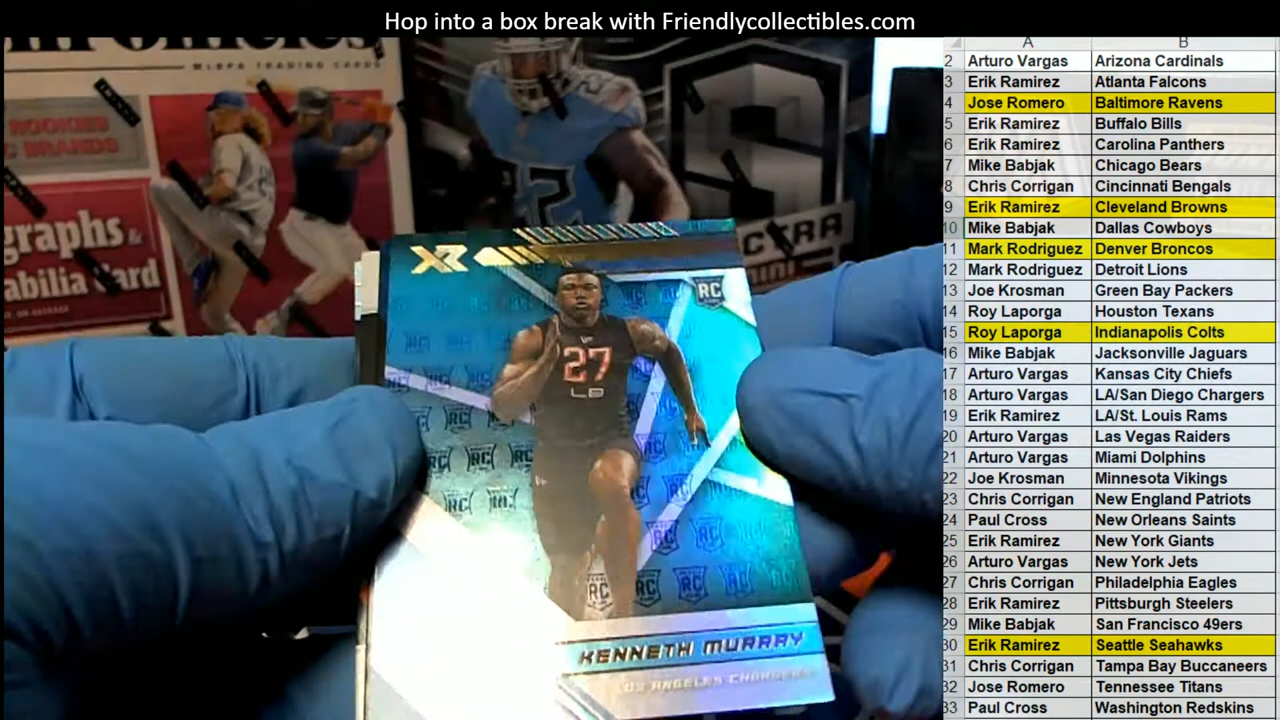 Hop into a box break with Friendlycollectibles.com
MLBPA TRADING CARDS
ROOKIES
BRANDS
graphs &
abilia Card
XR
RC
27
LB
KENNETH MURRAY
LOS ANGELES CHARGERS
A B
2 Arturo Vargas Arizona Cardinals
3 Erik Ramirez Atlanta Falcons
4 Jose Romero Baltimore Ravens
5 Erik Ramirez Buffalo Bills
6 Erik Ramirez Carolina Panthers
7 Mike Babjak Chicago Bears
8 Chris Corrigan Cincinnati Bengals
9 Erik Ramirez Cleveland Browns
10 Mike Babjak Dallas Cowboys
11 Mark Rodriguez Denver Broncos
12 Mark Rodriguez Detroit Lions
13 Joe Krosman Green Bay Packers
14 Roy Laporga Houston Texans
15 Roy Laporga Indianapolis Colts
16 Mike Babjak Jacksonville Jaguars
17 Arturo Vargas Kansas City Chiefs
18 Arturo Vargas LA/San Diego Chargers
19 Erik Ramirez LA/St. Louis Rams
20 Arturo Vargas Las Vegas Raiders
21 Arturo Vargas Miami Dolphins
22 Joe Krosman Minnesota Vikings
23 Chris Corrigan New England Patriots
24 Paul Cross New Orleans Saints
25 Erik Ramirez New York Giants
26 Arturo Vargas New York Jets
27 Chris Corrigan Philadelphia Eagles
28 Erik Ramirez Pittsburgh Steelers
29 Mike Babjak San Francisco 49ers
30 Erik Ramirez Seattle Seahawks
31 Chris Corrigan Tampa Bay Buccaneers
32 Jose Romero Tennessee Titans
33 Paul Cross Washington Redskins